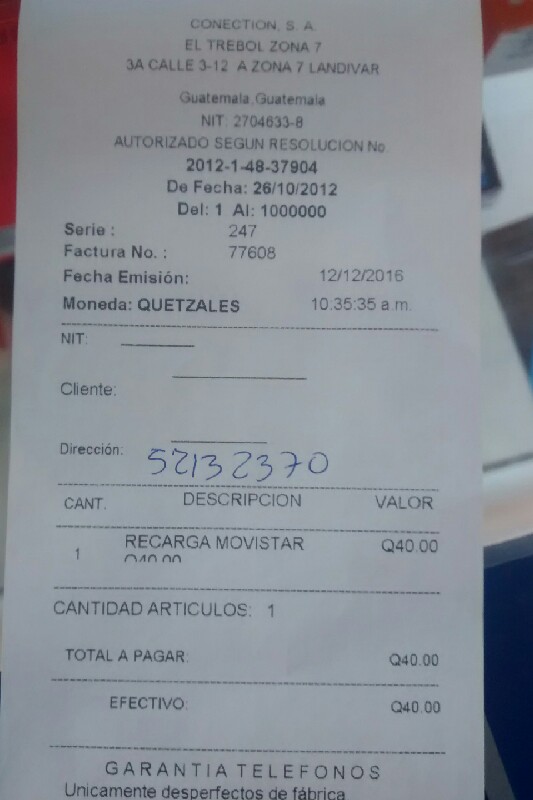 CONECTION, S. A.
EL TREBOL ZONA 7
3A CALLE 3-12 A ZONA 7 LANDIVAR
Guatemala,Guatemala
NIT: 2704633-8
AUTORIZADO SEGUN RESOLUCION No
2012-1-48-37904
De Fecha: 26/10/2012
Del: 1 Al: 1000000
Serie : 247
Factura No. : 77608
Fecha Emisión: 12/12/2016
Moneda: QUETZALES 10:35:35 a.m.
NIT:
Cliente:
Dirección: 52132370
CANT. DESCRIPCION VALOR
1 RECARGA MOVISTAR Q40.00
Q40.00
CANTIDAD ARTICULOS: 1
TOTAL A PAGAR: Q40.00
EFECTIVO: Q40.00
GARANTIA TELEFONOS
Unicamente desperfectos de fábrica